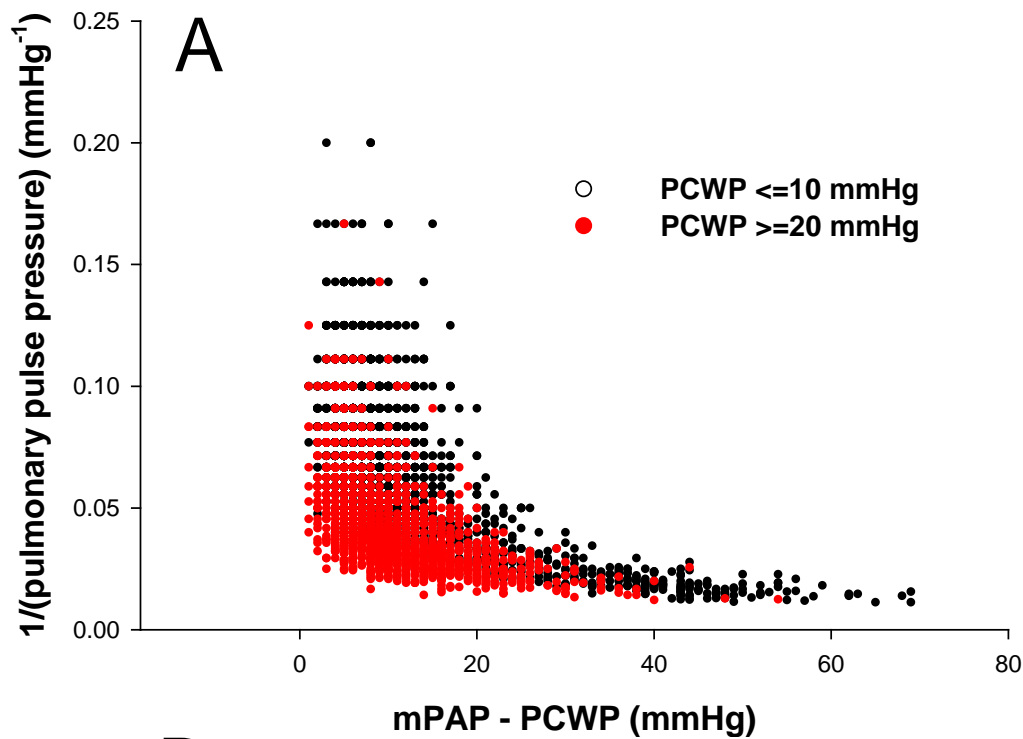 A
0.25
0.20
0.15
0.10
0.05
0.00
1/(pulmonary pulse pressure) (mmHg⁻¹)
PCWP <=10 mmHg
PCWP >=20 mmHg
0 20 40 60 80
mPAP - PCWP (mmHg)